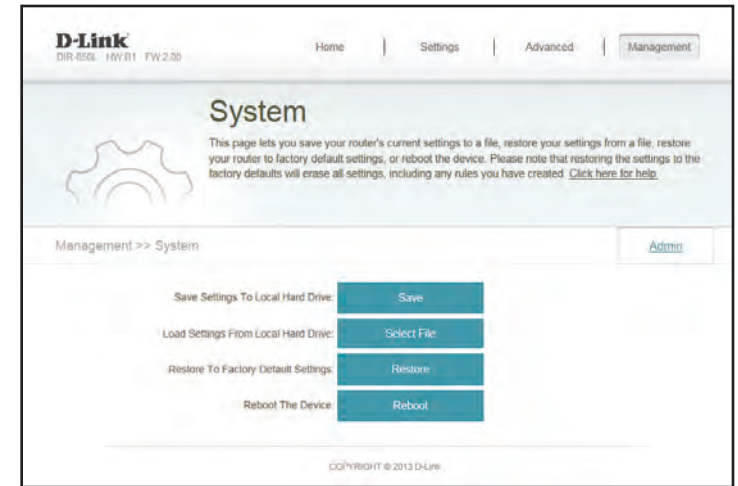 D-Link
DIR-850L HW:B1 FW:2.00
Home | Settings | Advanced | Management
System
This page lets you save your router's current settings to a file, restore your settings from a file, restore
your router to factory default settings, or reboot the device. Please note that restoring the settings to the
factory defaults will erase all settings, including any rules you have created. Click here for help.
Management >> System
Admin
Save Settings To Local Hard Drive: Save
Load Settings From Local Hard Drive: Select File
Restore To Factory Default Settings: Restore
Reboot The Device: Reboot
COPYRIGHT © 2013 D-Link